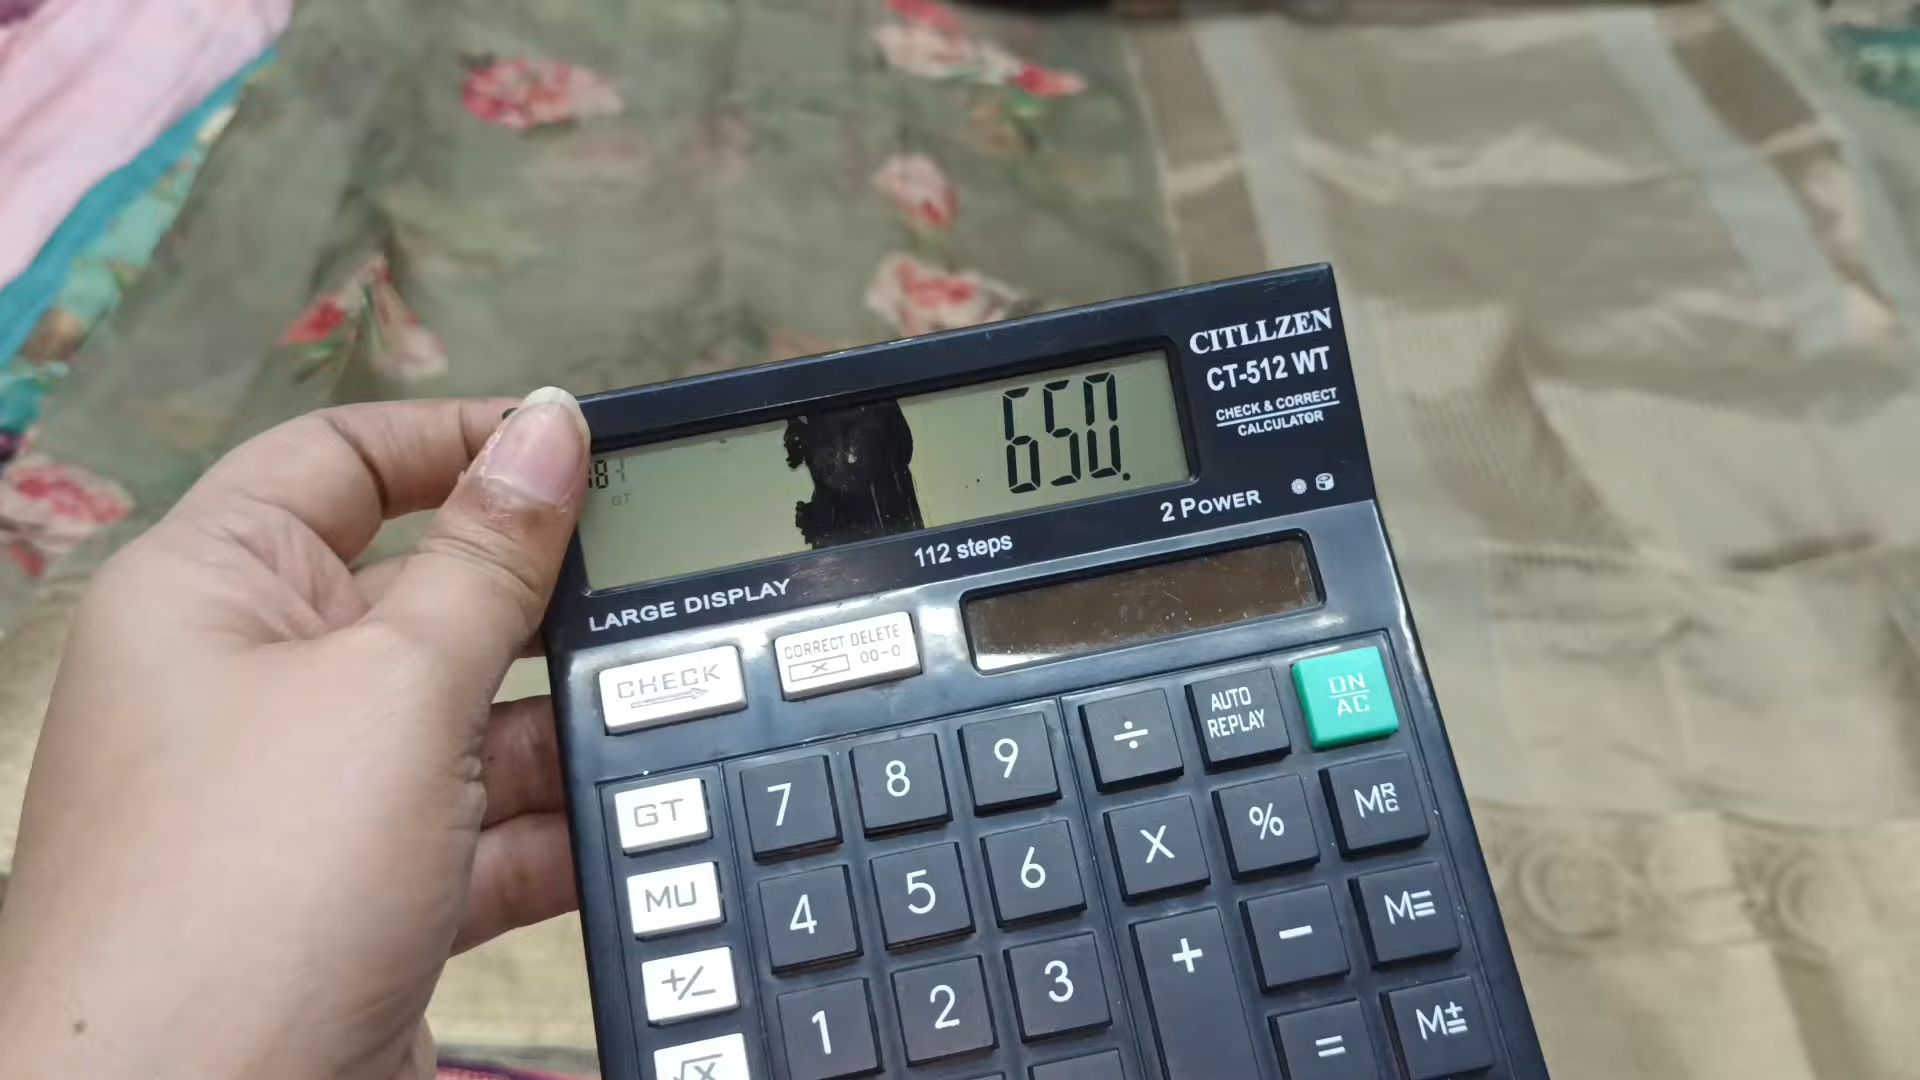 CITLLZEN
CT-512 WT
CHECK & CORRECT
CALCULATOR
650.
GT
2 POWER
112 steps
LARGE DISPLAY
CHECK
CORRECT DELETE
X 00-0
AUTO
REPLAY
ON
AC
GT 7 8 9 ÷
MU 4 5 6 X % MRC
+/- 1 2 3 + - M=
√X = M±